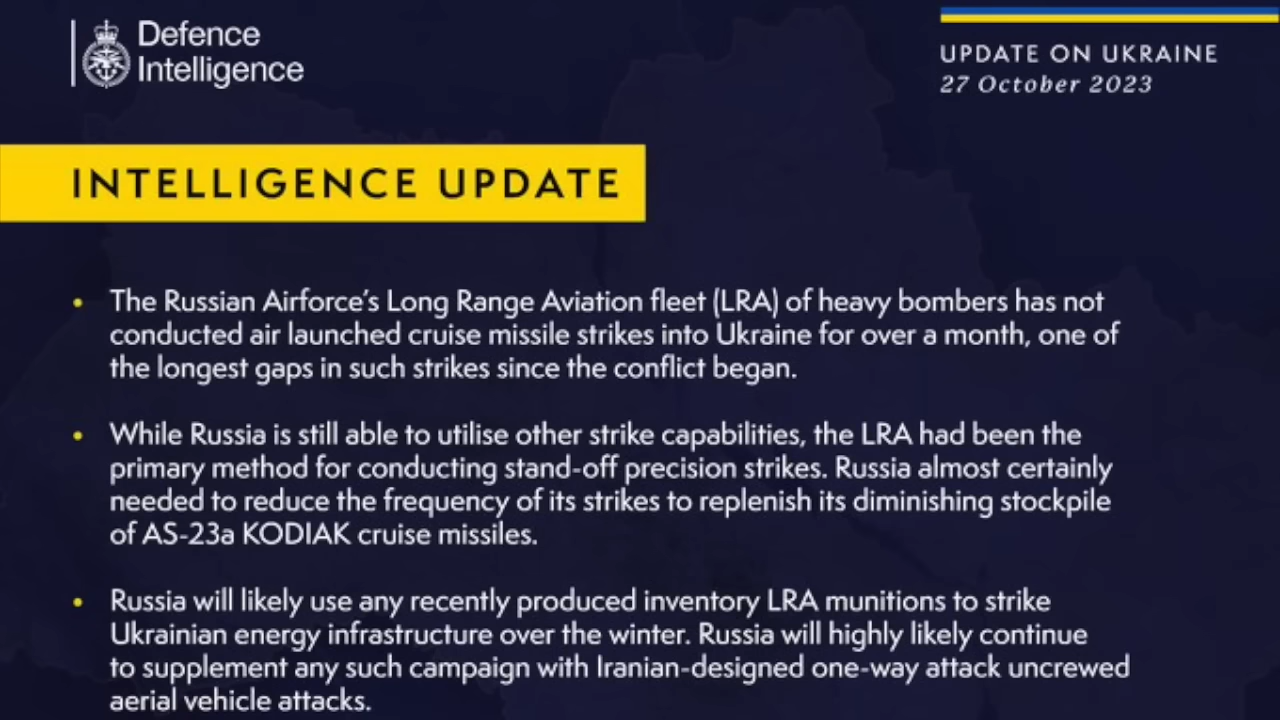 Defence
Intelligence
UPDATE ON UKRAINE
27 October 2023
INTELLIGENCE UPDATE
• The Russian Airforce's Long Range Aviation fleet (LRA) of heavy bombers has not
conducted air launched cruise missile strikes into Ukraine for over a month, one of
the longest gaps in such strikes since the conflict began.
• While Russia is still able to utilise other strike capabilities, the LRA had been the
primary method for conducting stand-off precision strikes. Russia almost certainly
needed to reduce the frequency of its strikes to replenish its diminishing stockpile
of AS-23a KODIAK cruise missiles.
• Russia will likely use any recently produced inventory LRA munitions to strike
Ukrainian energy infrastructure over the winter. Russia will highly likely continue
to supplement any such campaign with Iranian-designed one-way attack uncrewed
aerial vehicle attacks.